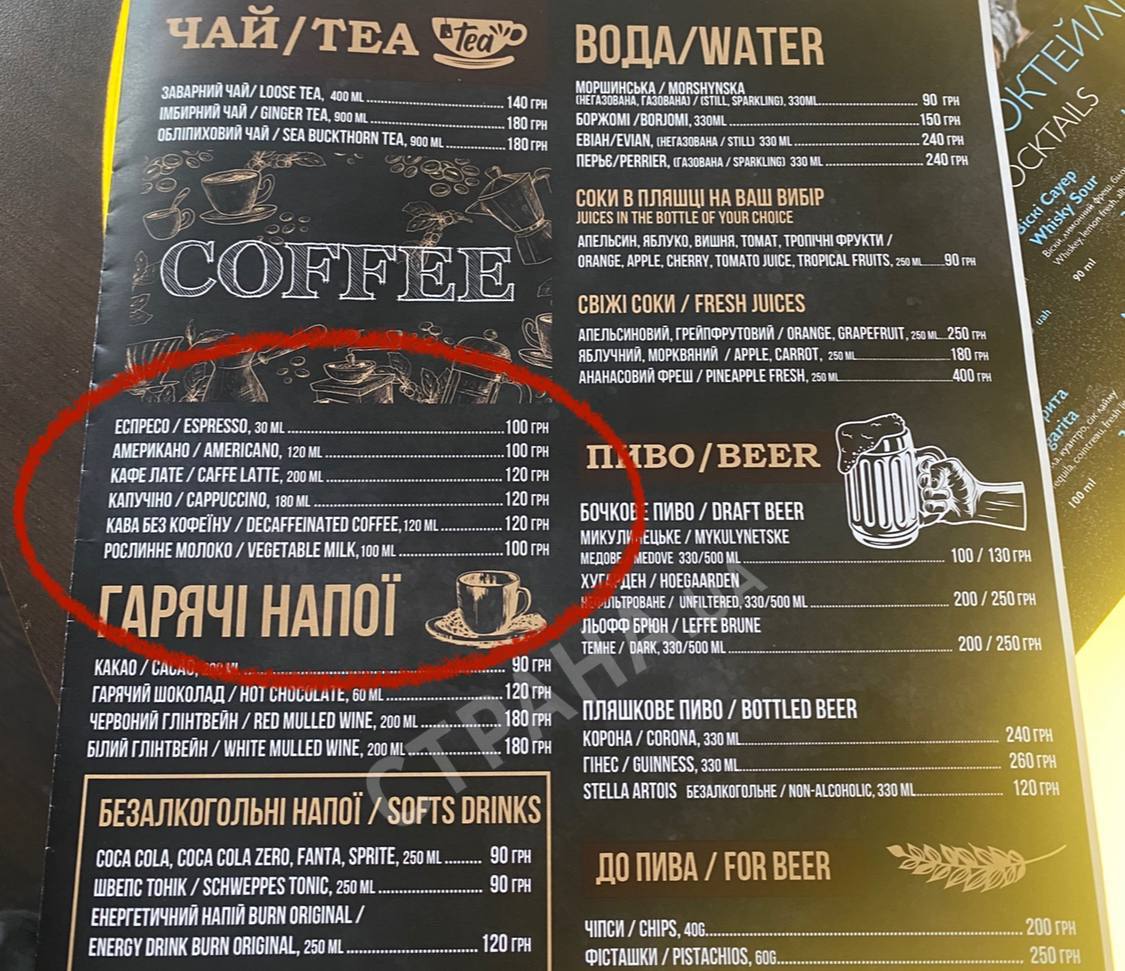 ЧАЙ/TEA
tea
ЗАВАРНИЙ ЧАЙ/ LOOSE TEA, 400 ML 140 ГРН
ІМБІРНИЙ ЧАЙ / GINGER TEA, 900 ML 180 ГРН
ОБЛІПИХОВИЙ ЧАЙ / SEA BUCKTHORN TEA, 900 ML 180 ГРН
COFFEE
ЕСПРЕСО / ESPRESSO, 30 ML 100 ГРН
АМЕРИКАНО / AMERICANO, 120 ML 100 ГРН
КАФЕ ЛАТЕ / CAFFE LATTE, 200 ML 120 ГРН
КАПУЧІНО / CAPPUCCINO, 180 ML 120 ГРН
КАВА БЕЗ КОФЕЇНУ / DECAFFEINATED COFFEE, 120 ML 120 ГРН
РОСЛИННЕ МОЛОКО / VEGETABLE MILK, 100 ML 100 ГРН
ГАРЯЧІ НАПОЇ
КАКАО / CACAO, ML 90 ГРН
ГАРЯЧИЙ ШОКОЛАД / HOT CHOCOLATE, 60 ML 120 ГРН
ЧЕРВОНИЙ ГЛІНТВЕЙН / RED MULLED WINE, 200 ML 180 ГРН
БІЛИЙ ГЛІНТВЕЙН / WHITE MULLED WINE, 200 ML 180 ГРН
БЕЗАЛКОГОЛЬНІ НАПОЇ / SOFTS DRINKS
COCA COLA, COCA COLA ZERO, FANTA, SPRITE, 250 ML 90 ГРН
ШВЕПС ТОНІК / SCHWEPPES TONIC, 250 ML 90 ГРН
ЕНЕРГЕТИЧНИЙ НАПІЙ BURN ORIGINAL /
ENERGY DRINK BURN ORIGINAL, 250 ML 120 ГРН
ВОДА/WATER
МОРШИНСЬКА / MORSHYNSKA
(НЕГАЗОВАНА, ГАЗОВАНА) / (STILL, SPARKLING), 330ML 90 ГРН
БОРЖОМІ /BORJOMI, 330ML 150 ГРН
ЕВІАН/EVIAN, (НЕГАЗОВАНА / STILL) 330 ML 240 ГРН
ПЕРЬЄ/PERRIER, (ГАЗОВАНА / SPARKLING) 330 ML 240 ГРН
СОКИ В ПЛЯШЦІ НА ВАШ ВИБІР
JUICES IN THE BOTTLE OF YOUR CHOICE
АПЕЛЬСИН, ЯБЛУКО, ВИШНЯ, ТОМАТ, ТРОПІЧНІ ФРУКТИ /
ORANGE, APPLE, CHERRY, TOMATO JUICE, TROPICAL FRUITS, 250 ML 90 ГРН
СВІЖІ СОКИ / FRESH JUICES
АПЕЛЬСИНОВИЙ, ГРЕЙПФРУТОВИЙ / ORANGE, GRAPEFRUIT, 250 ML 250 ГРН
ЯБЛУЧНИЙ, МОРКВЯНИЙ / APPLE, CARROT, 250 ML 180 ГРН
АНАНАСОВИЙ ФРЕШ / PINEAPPLE FRESH, 250 ML 400 ГРН
ПИВО/BEER
БОЧКОВЕ ПИВО / DRAFT BEER
МИКУЛИНЕЦЬКЕ / MYKULYNETSKE
МЕДОВЕ / MEDOVE 330/500 ML 100 / 130 ГРН
ХУГАРДЕН / HOEGAARDEN
НЕФІЛЬТРОВАНЕ / UNFILTERED, 330/500 ML 200 / 250 ГРН
ЛЬОФФ БРЮН / LEFFE BRUNE
ТЕМНЕ / DARK, 330/500 ML 200 / 250 ГРН
ПЛЯШКОВЕ ПИВО / BOTTLED BEER
КОРОНА / CORONA, 330 ML 240 ГРН
ГІНЕС / GUINNESS, 330 ML 260 ГРН
STELLA ARTOIS БЕЗАЛКОГОЛЬНЕ / NON-ALCOHOLIC, 330 ML 120 ГРН
ДО ПИВА / FOR BEER
ЧІПСИ / CHIPS, 40G 200 ГРН
ФІСТАШКИ / PISTACHIOS, 60G 250 ГРН
СТРАНА.UA
ОКТЕЙЛІ
OCKTAILS
Віскі Сауер
Whisky Sour
90 ml
uah
рита
garita
100 ml